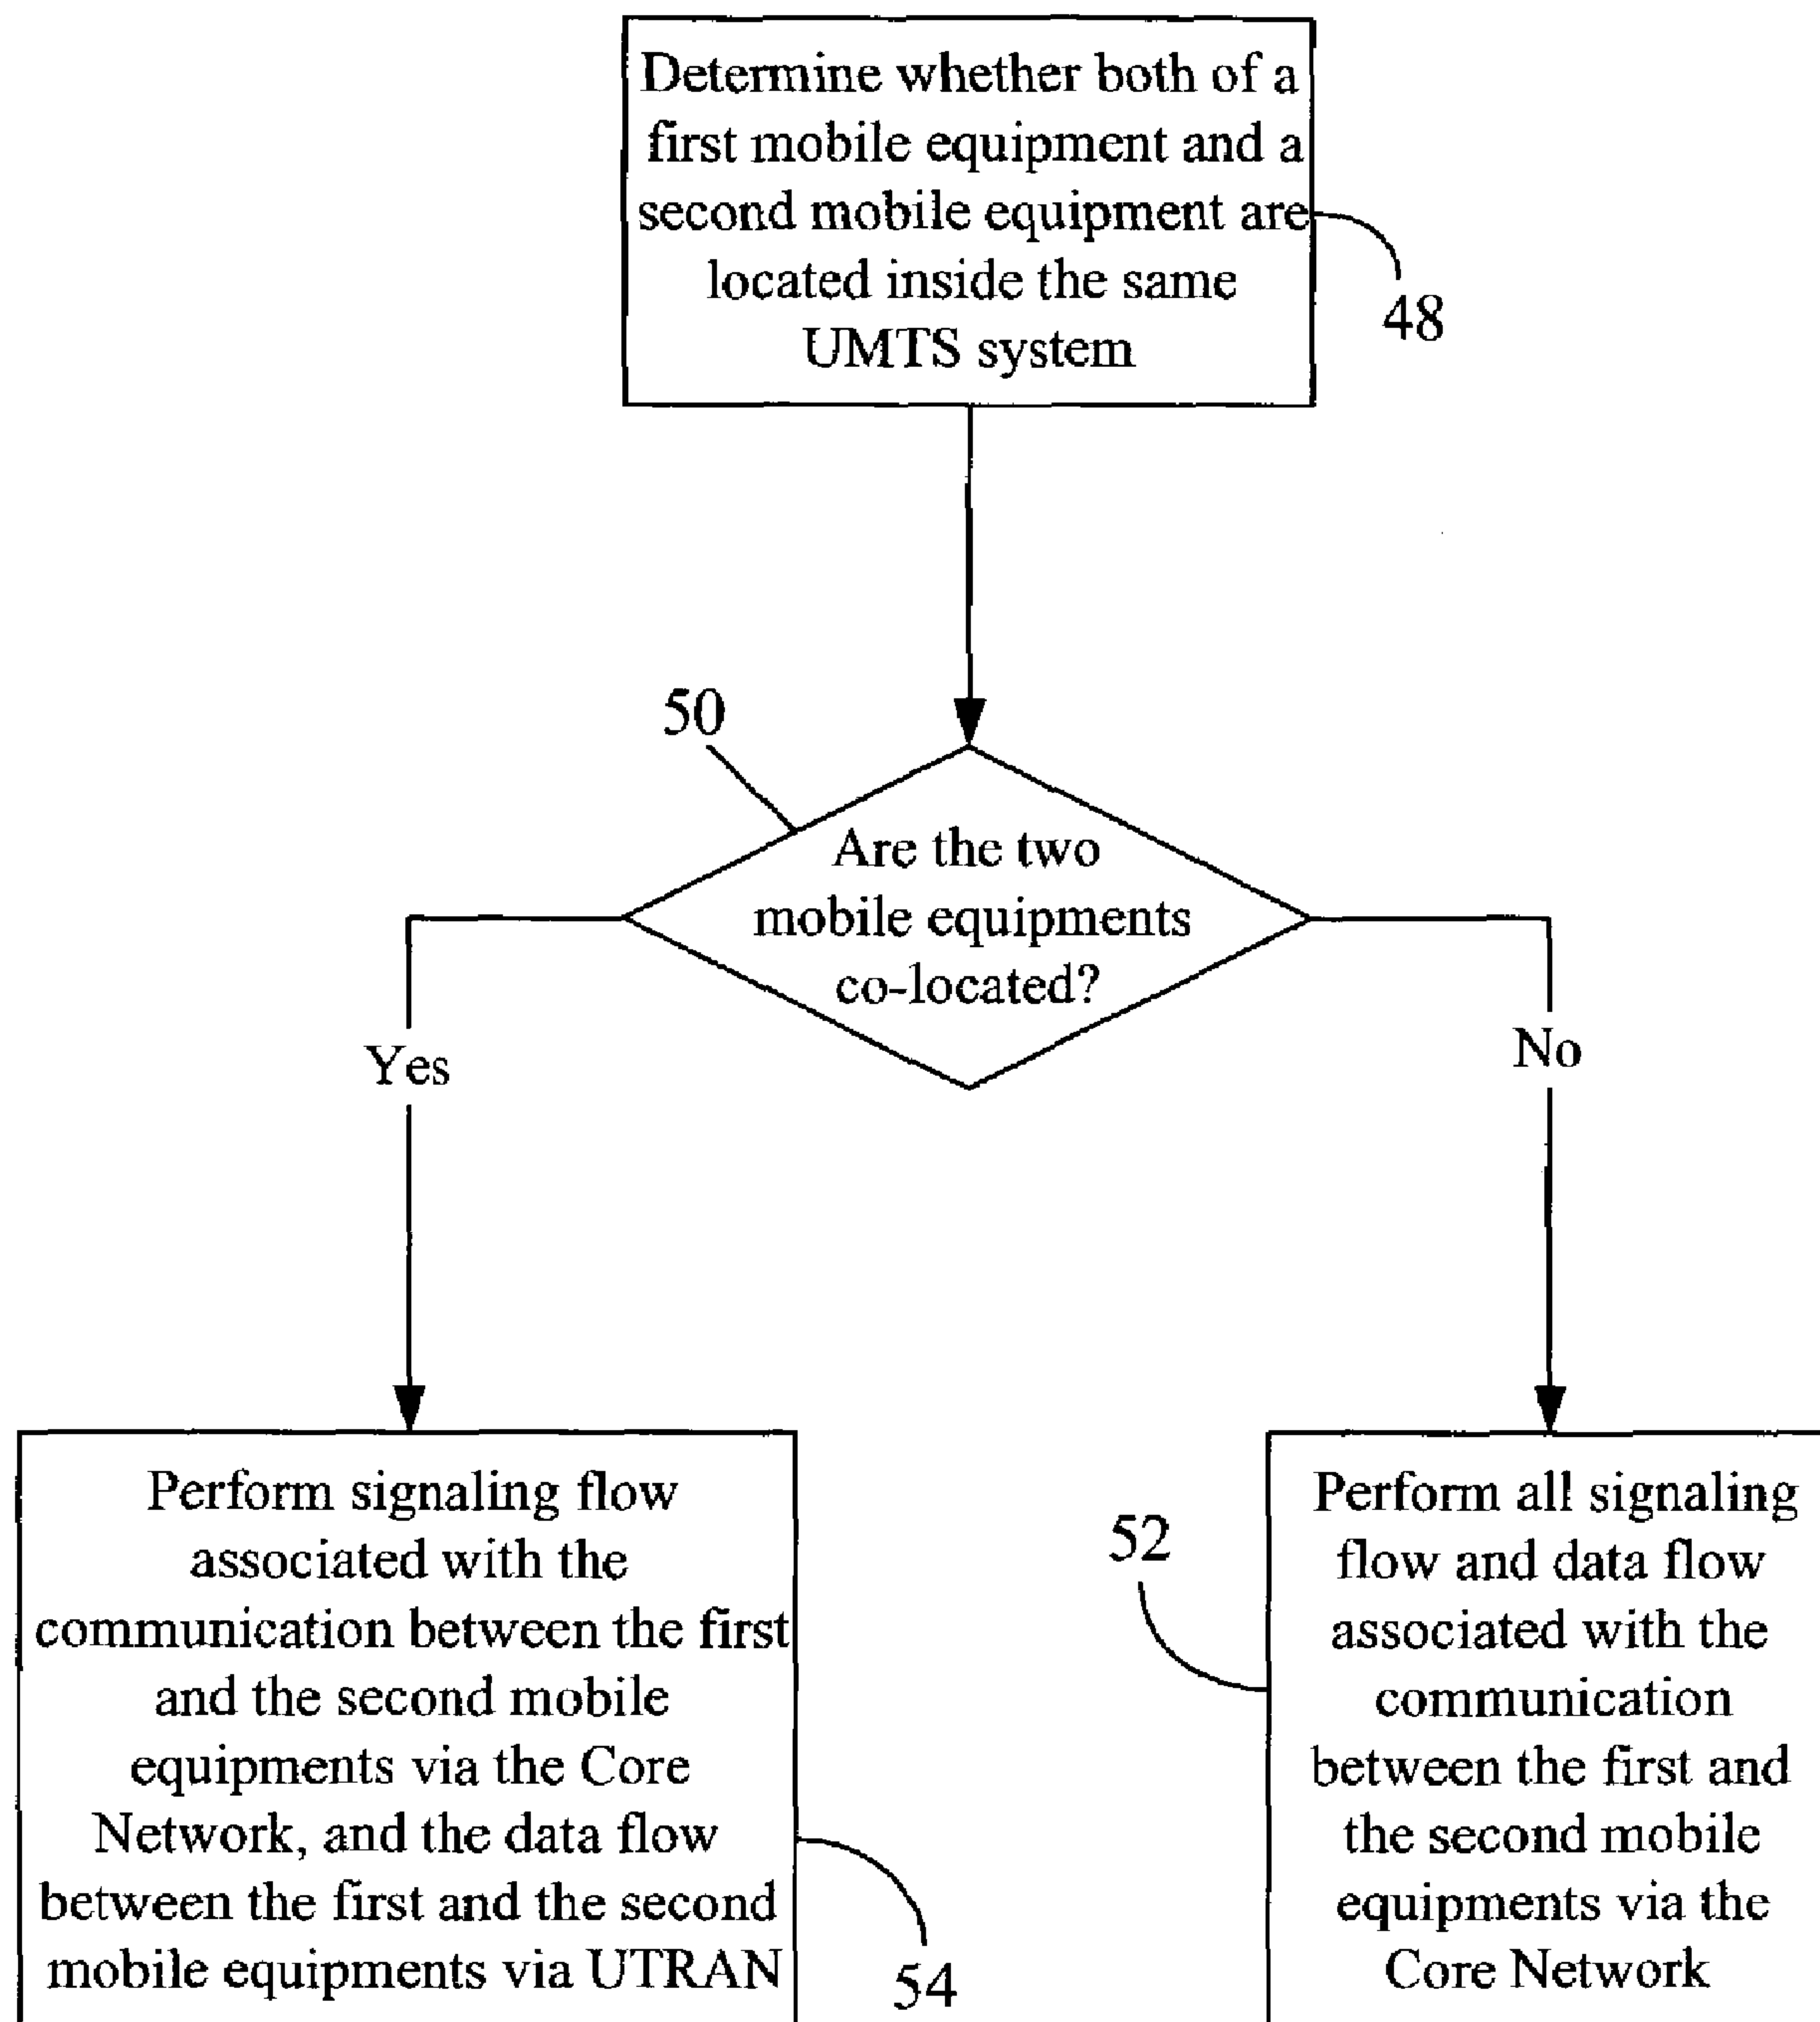 Determine whether both of a
first mobile equipment and a
second mobile equipment are
located inside the same
UMTS system
48
50
Are the two
mobile equipments
co-located?
Yes
No
Perform signaling flow
associated with the
communication between the first
and the second mobile
equipments via the Core
Network, and the data flow
between the first and the second
mobile equipments via UTRAN
54
52
Perform all signaling
flow and data flow
associated with the
communication
between the first and
the second mobile
equipments via the
Core Network